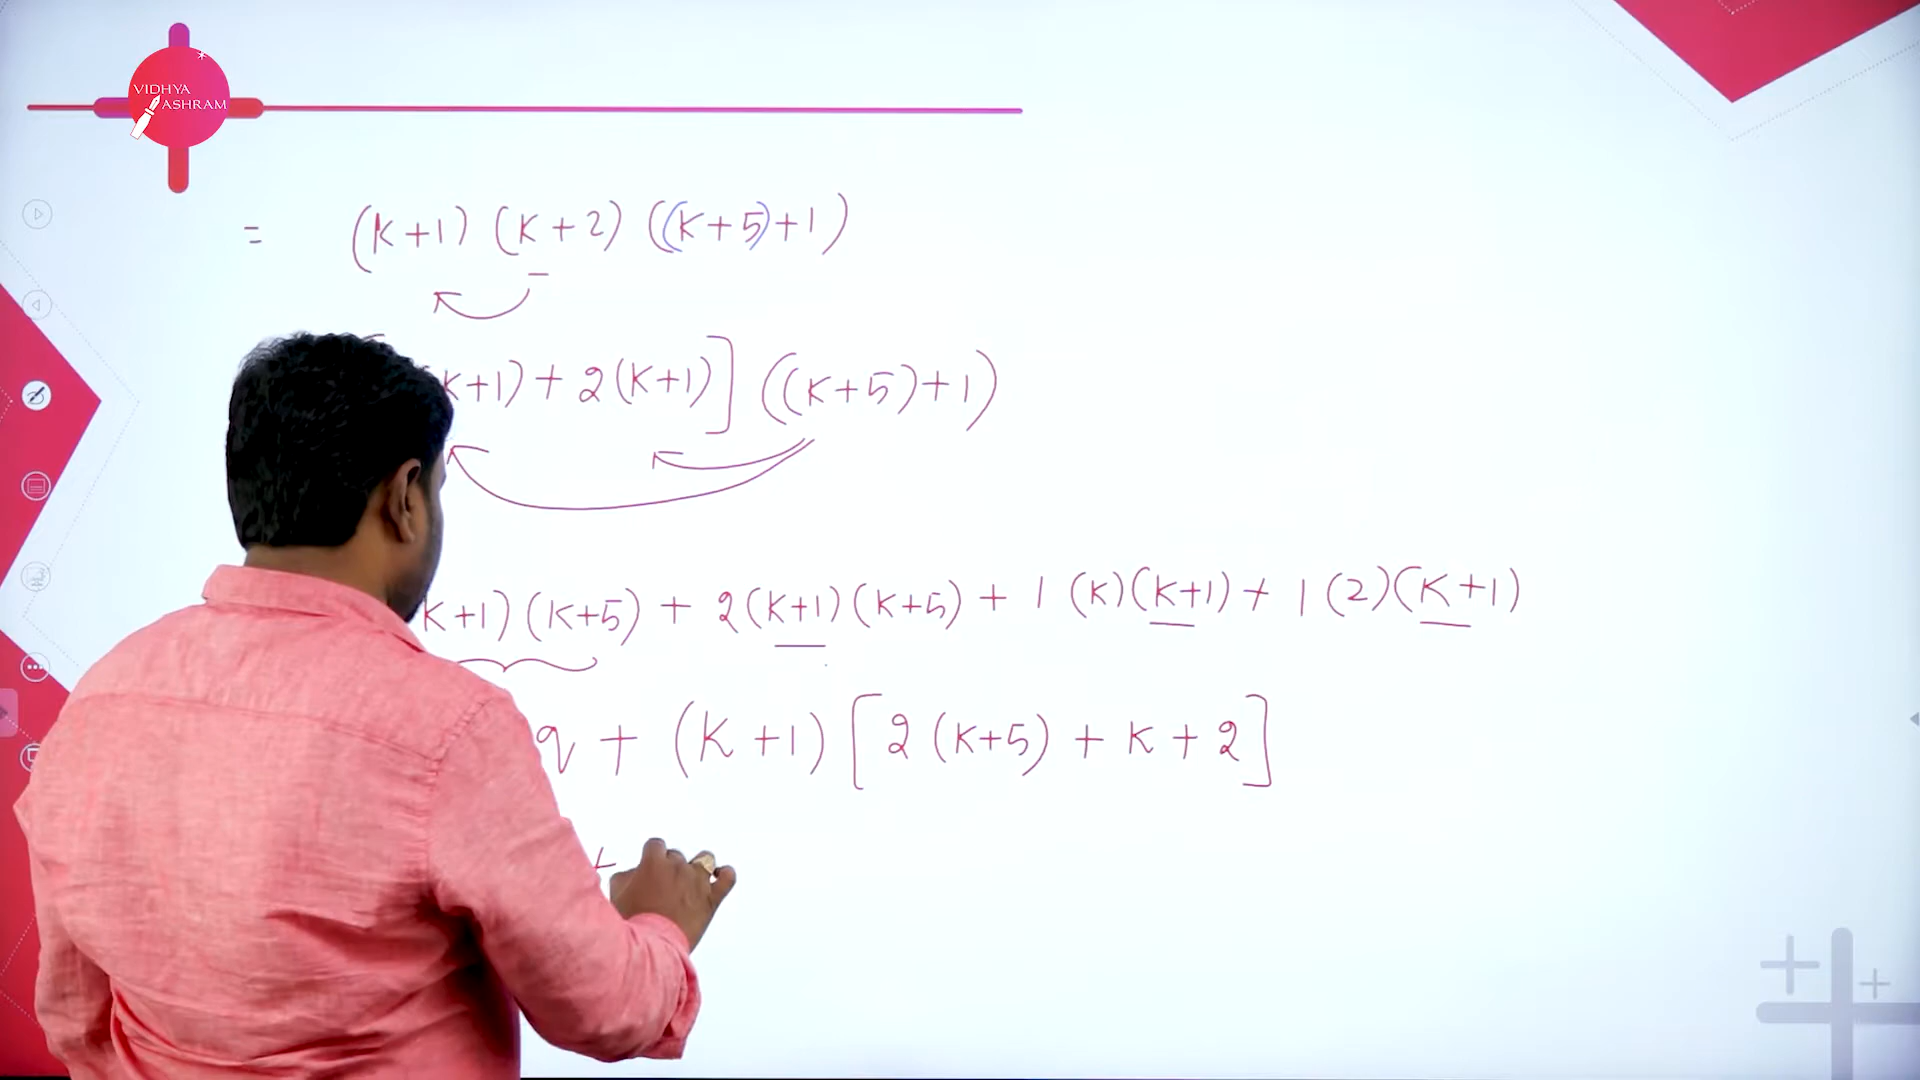 VIDHYA
ASHRAM
= (K+1) (K+2) ((K+5)+1)
K+1) + 2(K+1)] ((K+5)+1)
K+1) (K+5) + 2(K+1)(K+5) + 1 (K)(K+1) + 1 (2)(K+1)
+ (K+1) [2(K+5) + K + 2]
+